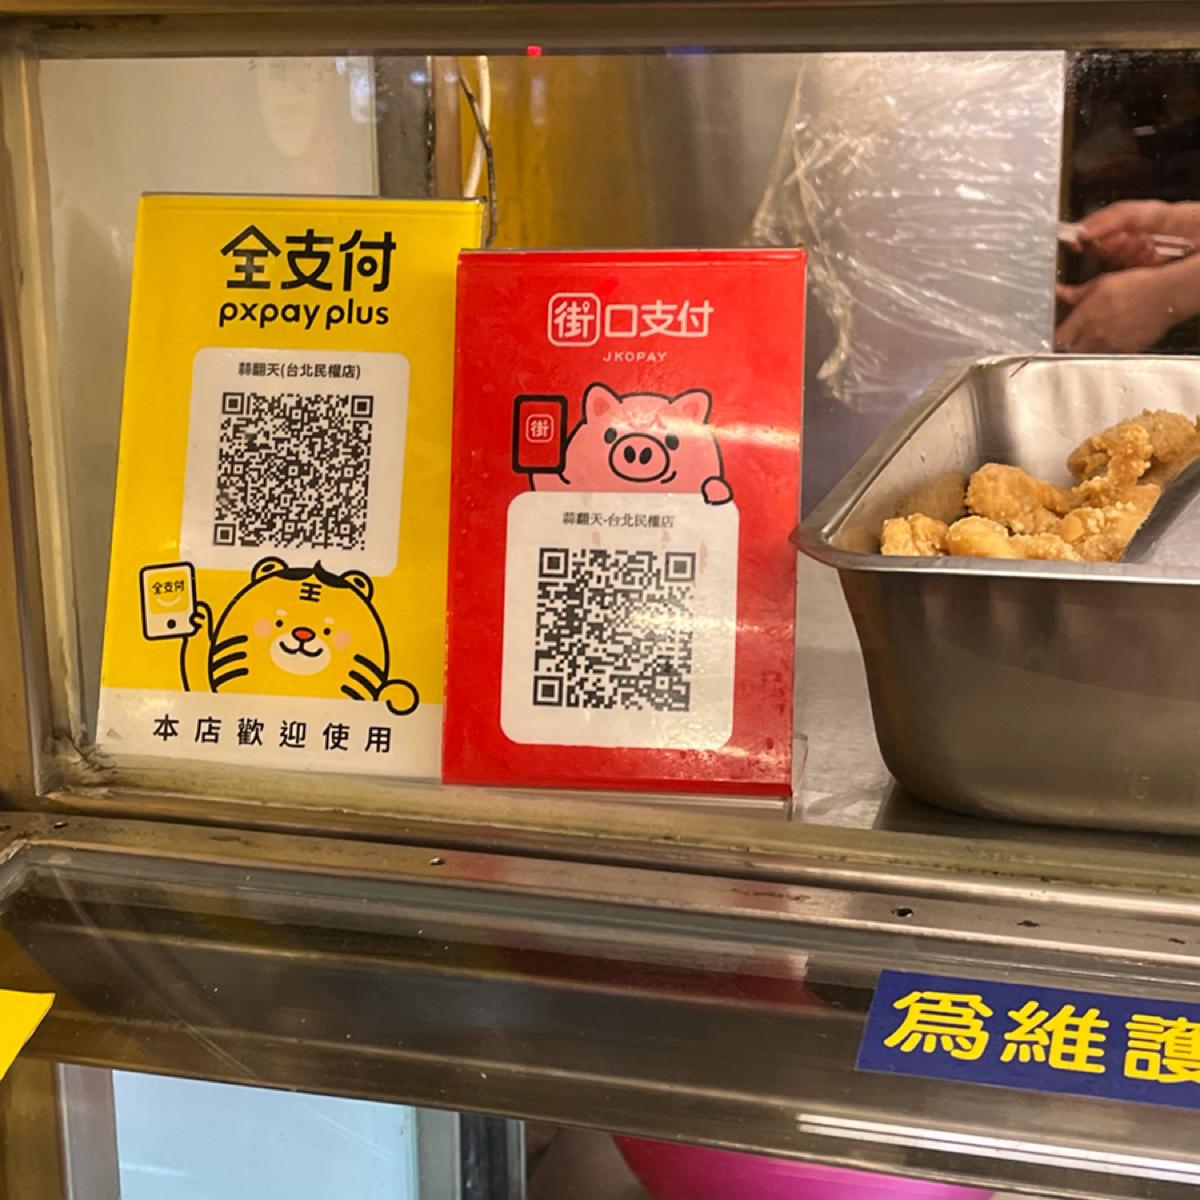 全支付
pxpay plus
蒜翻天(台北民權店)
全支付
王
本店歡迎使用
街口支付
JKOPAY
街
蒜翻天-台北民權店
為維護